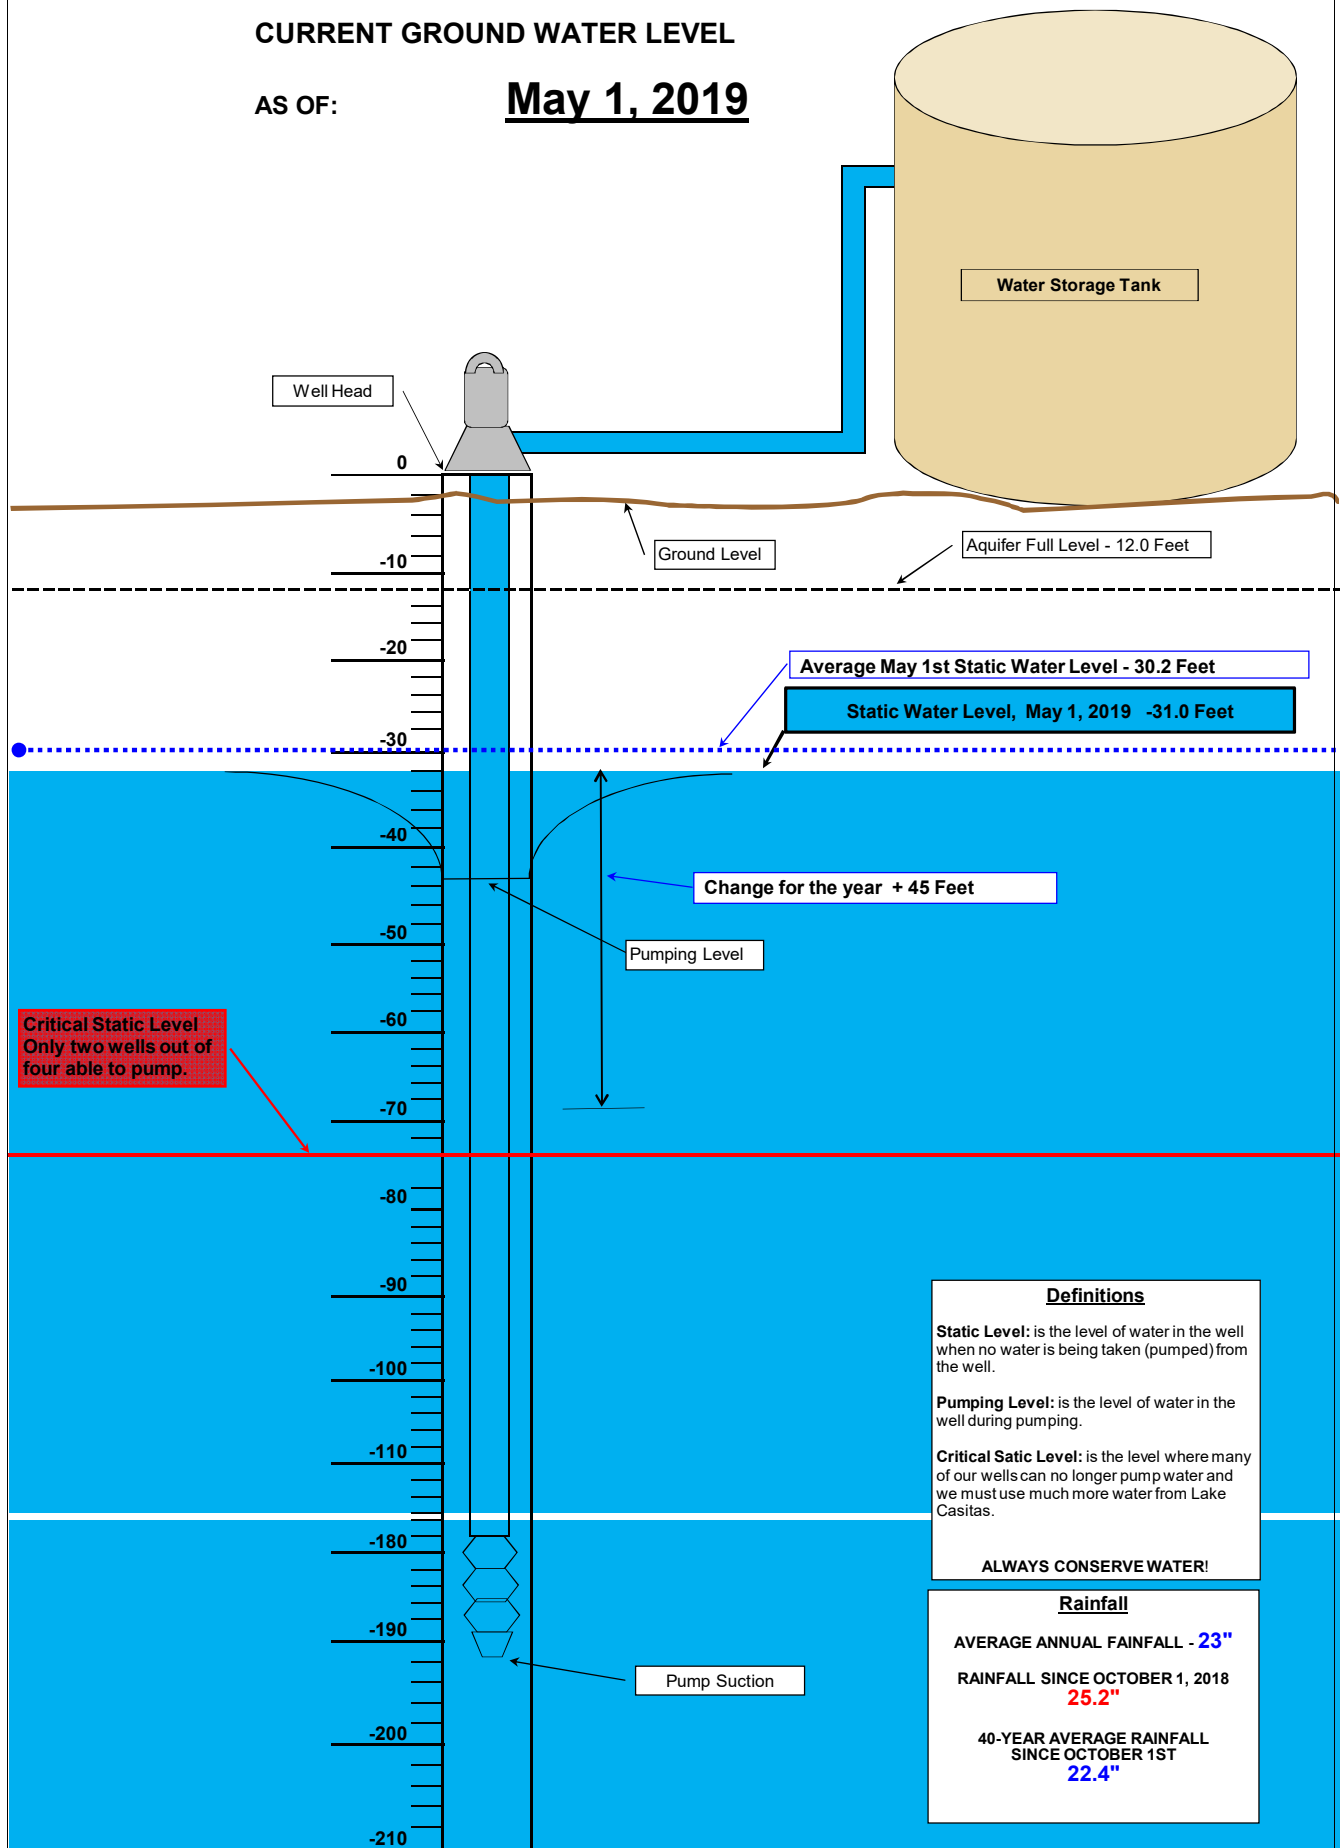 CURRENT GROUND WATER LEVEL
AS OF: May 1, 2019
Water Storage Tank
Well Head
0
Ground Level
Aquifer Full Level - 12.0 Feet
-10
-20
Average May 1st Static Water Level - 30.2 Feet
Static Water Level, May 1, 2019 -31.0 Feet
-30
-40
Change for the year + 45 Feet
-50
Pumping Level
Critical Static Level
Only two wells out of
four able to pump.
-60
-70
-80
-90
-100
-110
Definitions
Static Level: is the level of water in the well
when no water is being taken (pumped) from
the well.
Pumping Level: is the level of water in the
well during pumping.
Critical Satic Level: is the level where many
of our wells can no longer pump water and
we must use much more water from Lake
Casitas.
ALWAYS CONSERVE WATER!
-180
-190
Pump Suction
-200
-210
Rainfall
AVERAGE ANNUAL FAINFALL - 23"
RAINFALL SINCE OCTOBER 1, 2018
25.2"
40-YEAR AVERAGE RAINFALL
SINCE OCTOBER 1ST
22.4"